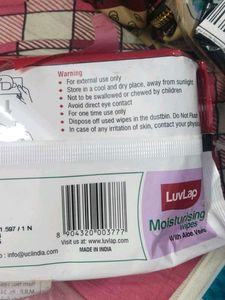 Warning
• For external use only
• Store in a cool and dry place, away from sunlight
• Not to be swallowed or chewed by children
• Avoid direct eye contact
• For one time use only
• Dispose off used wipes in the dustbin. Do Not Flush
• In case of any irritation of skin, contact your physic
LuvLap
Moisturising
wipes
With Aloe Vera
.597 / 1 N
8 904320 003777
Visit us at: www.luvlap.com
MADE IN INDIA
: info@uclindia.com